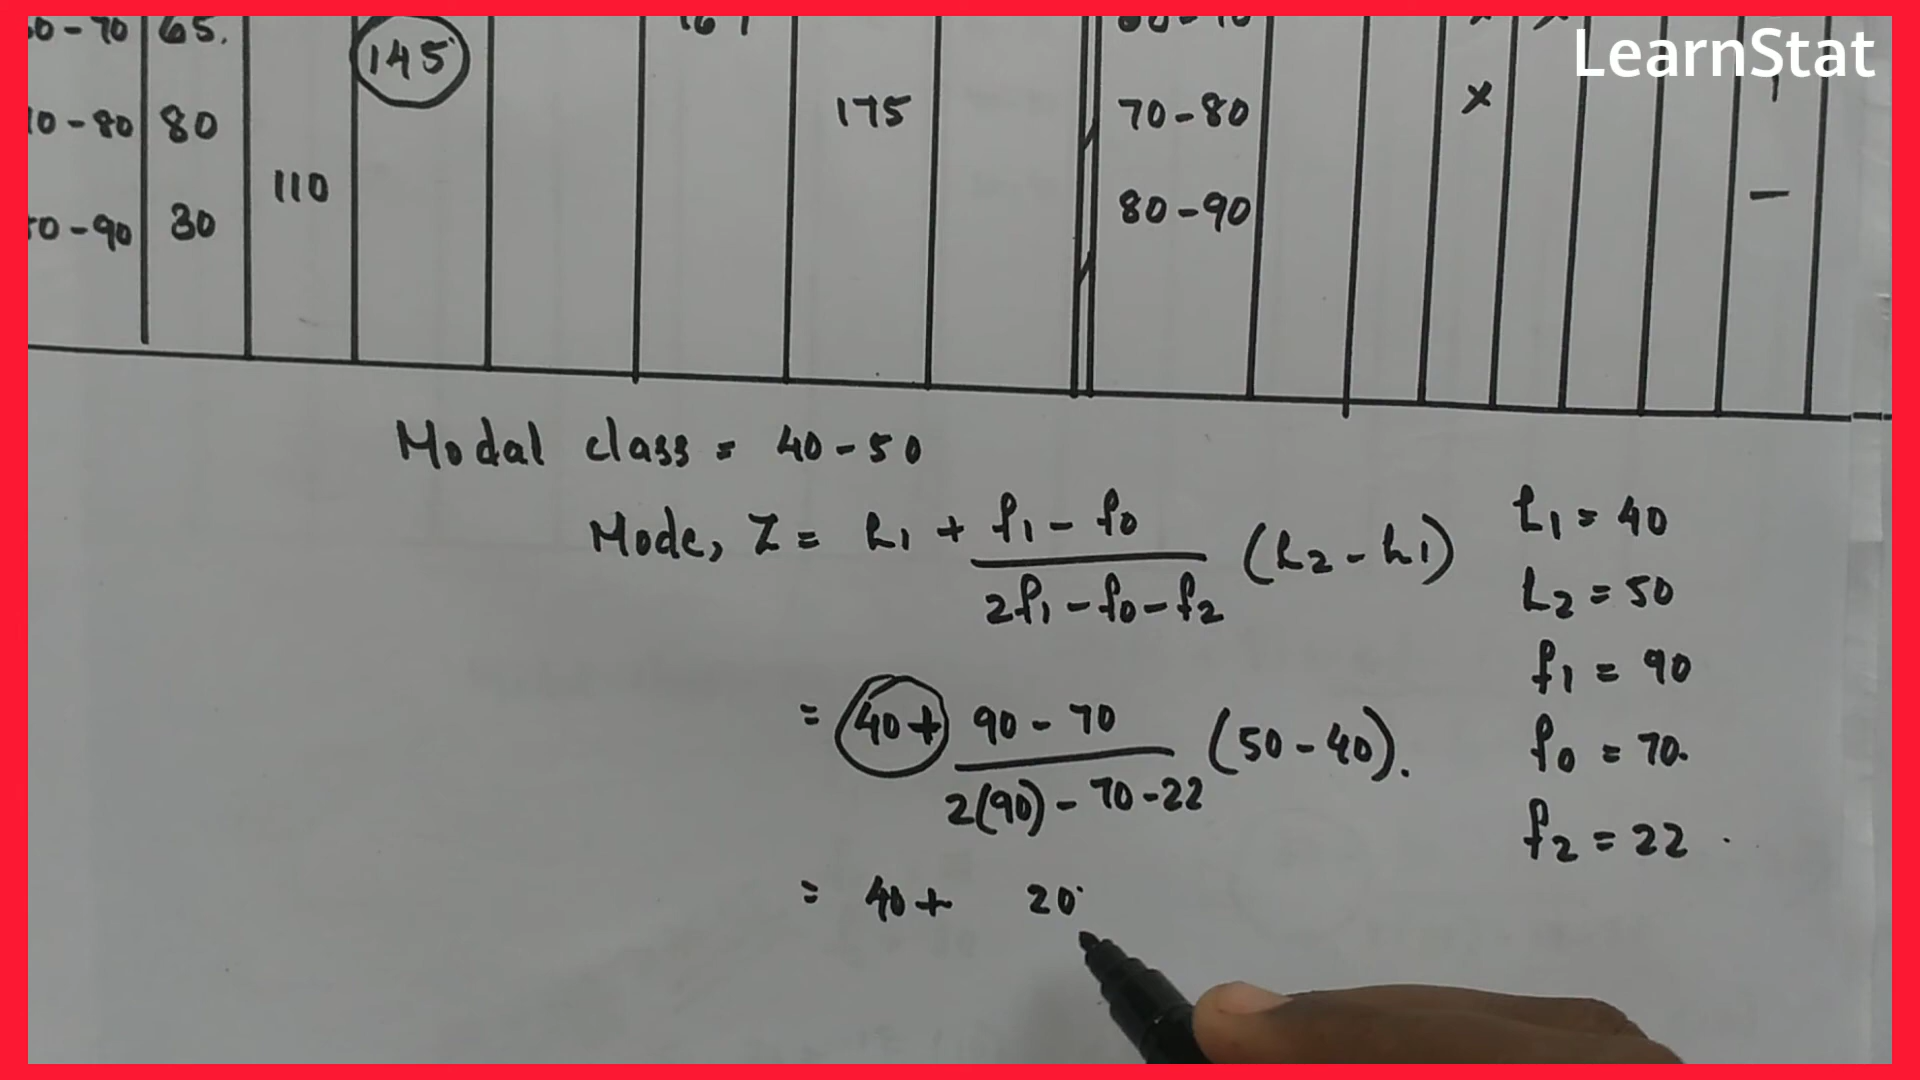 LearnStat
0-70 65. 145
175 70-80 x
0-80 80
110
80-90 —
0-90 30
Modal class = 40-50
Mode, Z = l1 + f1 - f0 / 2f1 - f0 - f2 (l2 - l1)
= 40+ 90-70 / 2(90) - 70 - 22 (50-40).
= 40+ 20
l1 = 40
l2 = 50
f1 = 90
f0 = 70.
f2 = 22